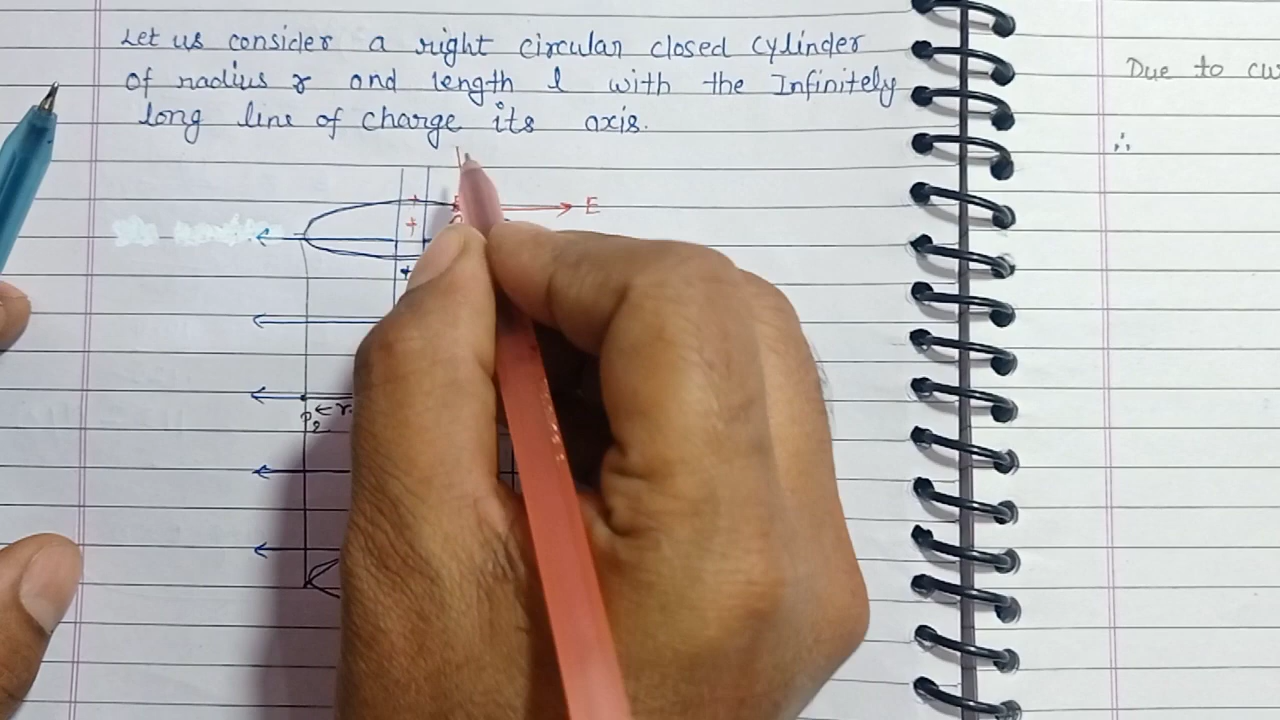 Let us consider a right circular closed cylinder
of radius r and length l with the Infinitely
long line of charge its axis.
Due to cu
∴
+
E
+
+
P2
← r